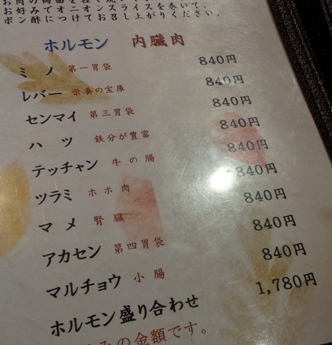 お好みでオニオンスライスを巻いて、
ポン酢につけてお召し上がりください。
ホルモン 内臓肉
ミノ 第一胃袋 840円
レバー 栄養の宝庫 840円
センマイ 第三胃袋 840円
ハツ 鉄分が豊富 840円
テッチャン 牛の腸 840円
ツラミ ホホ肉 840円
マメ 腎臓 840円
アカセン 第四胃袋 840円
マルチョウ 小腸 840円
ホルモン盛り合わせ 1,780円
の金額です。